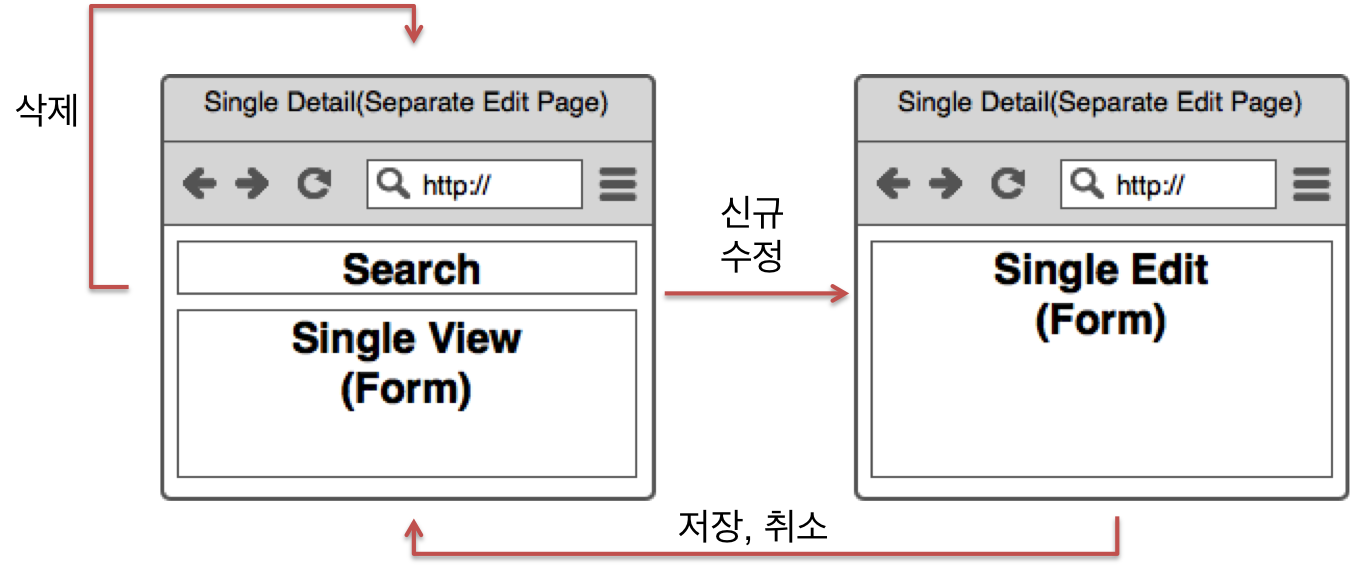 삭제
Single Detail(Separate Edit Page)
http://
Search
Single View
(Form)
신규
수정
Single Detail(Separate Edit Page)
http://
Single Edit
(Form)
저장, 취소